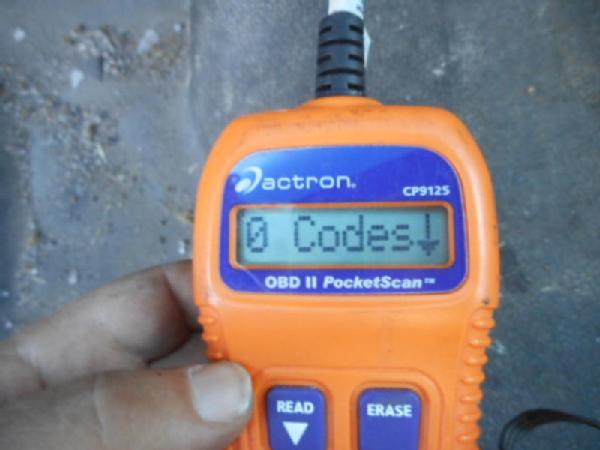 actron®
CP9125
0 Codes↓
OBD II PocketScan™
READ
ERASE